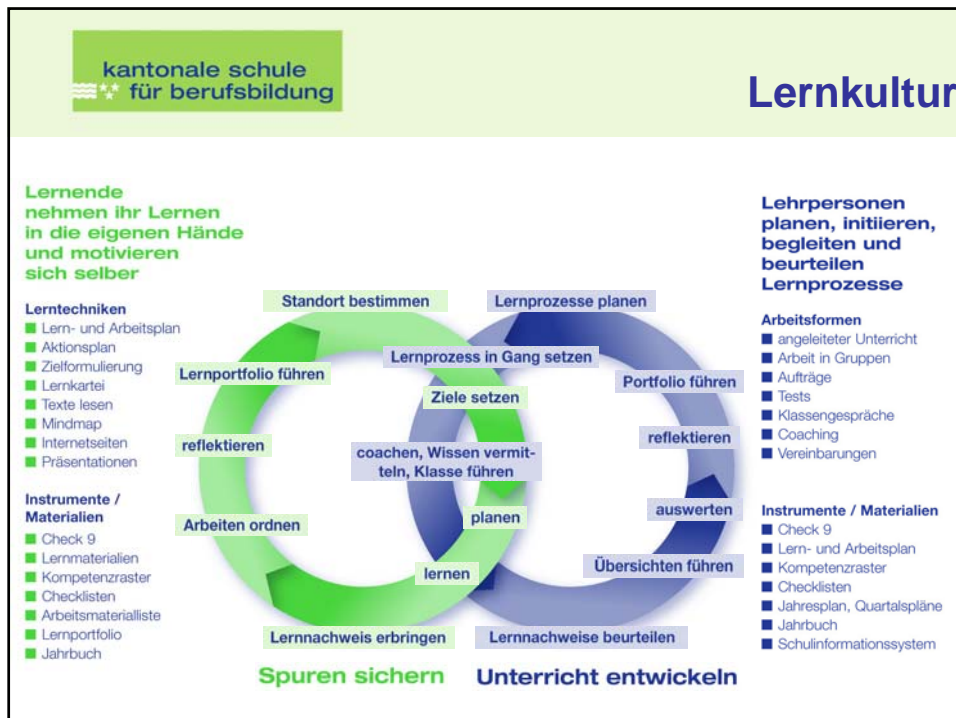 kantonale schule
für berufsbildung
Lernkultur
Lernende
nehmen ihr Lernen
in die eigenen Hände
und motivieren
sich selber
Lerntechniken
Lern- und Arbeitsplan
Aktionsplan
Zielformulierung
Lernkartei
Texte lesen
Mindmap
Internetseiten
Präsentationen
Instrumente /
Materialien
Check 9
Lernmaterialien
Kompetenzraster
Checklisten
Arbeitsmaterialliste
Lernportfolio
Jahrbuch
Standort bestimmen
Lernprozesse planen
Lernprozess in Gang setzen
Lernportfolio führen
Portfolio führen
Ziele setzen
reflektieren
coachen, Wissen vermit-
teln, Klasse führen
reflektieren
Arbeiten ordnen
planen
auswerten
lernen
Übersichten führen
Lernnachweis erbringen
Lernnachweise beurteilen
Spuren sichern
Unterricht entwickeln
Lehrpersonen
planen, initiieren,
begleiten und
beurteilen
Lernprozesse
Arbeitsformen
angeleiteter Unterricht
Arbeit in Gruppen
Aufträge
Tests
Klassengespräche
Coaching
Vereinbarungen
Instrumente / Materialien
Check 9
Lern- und Arbeitsplan
Kompetenzraster
Checklisten
Jahresplan, Quartalspläne
Jahrbuch
Schulinformationssystem